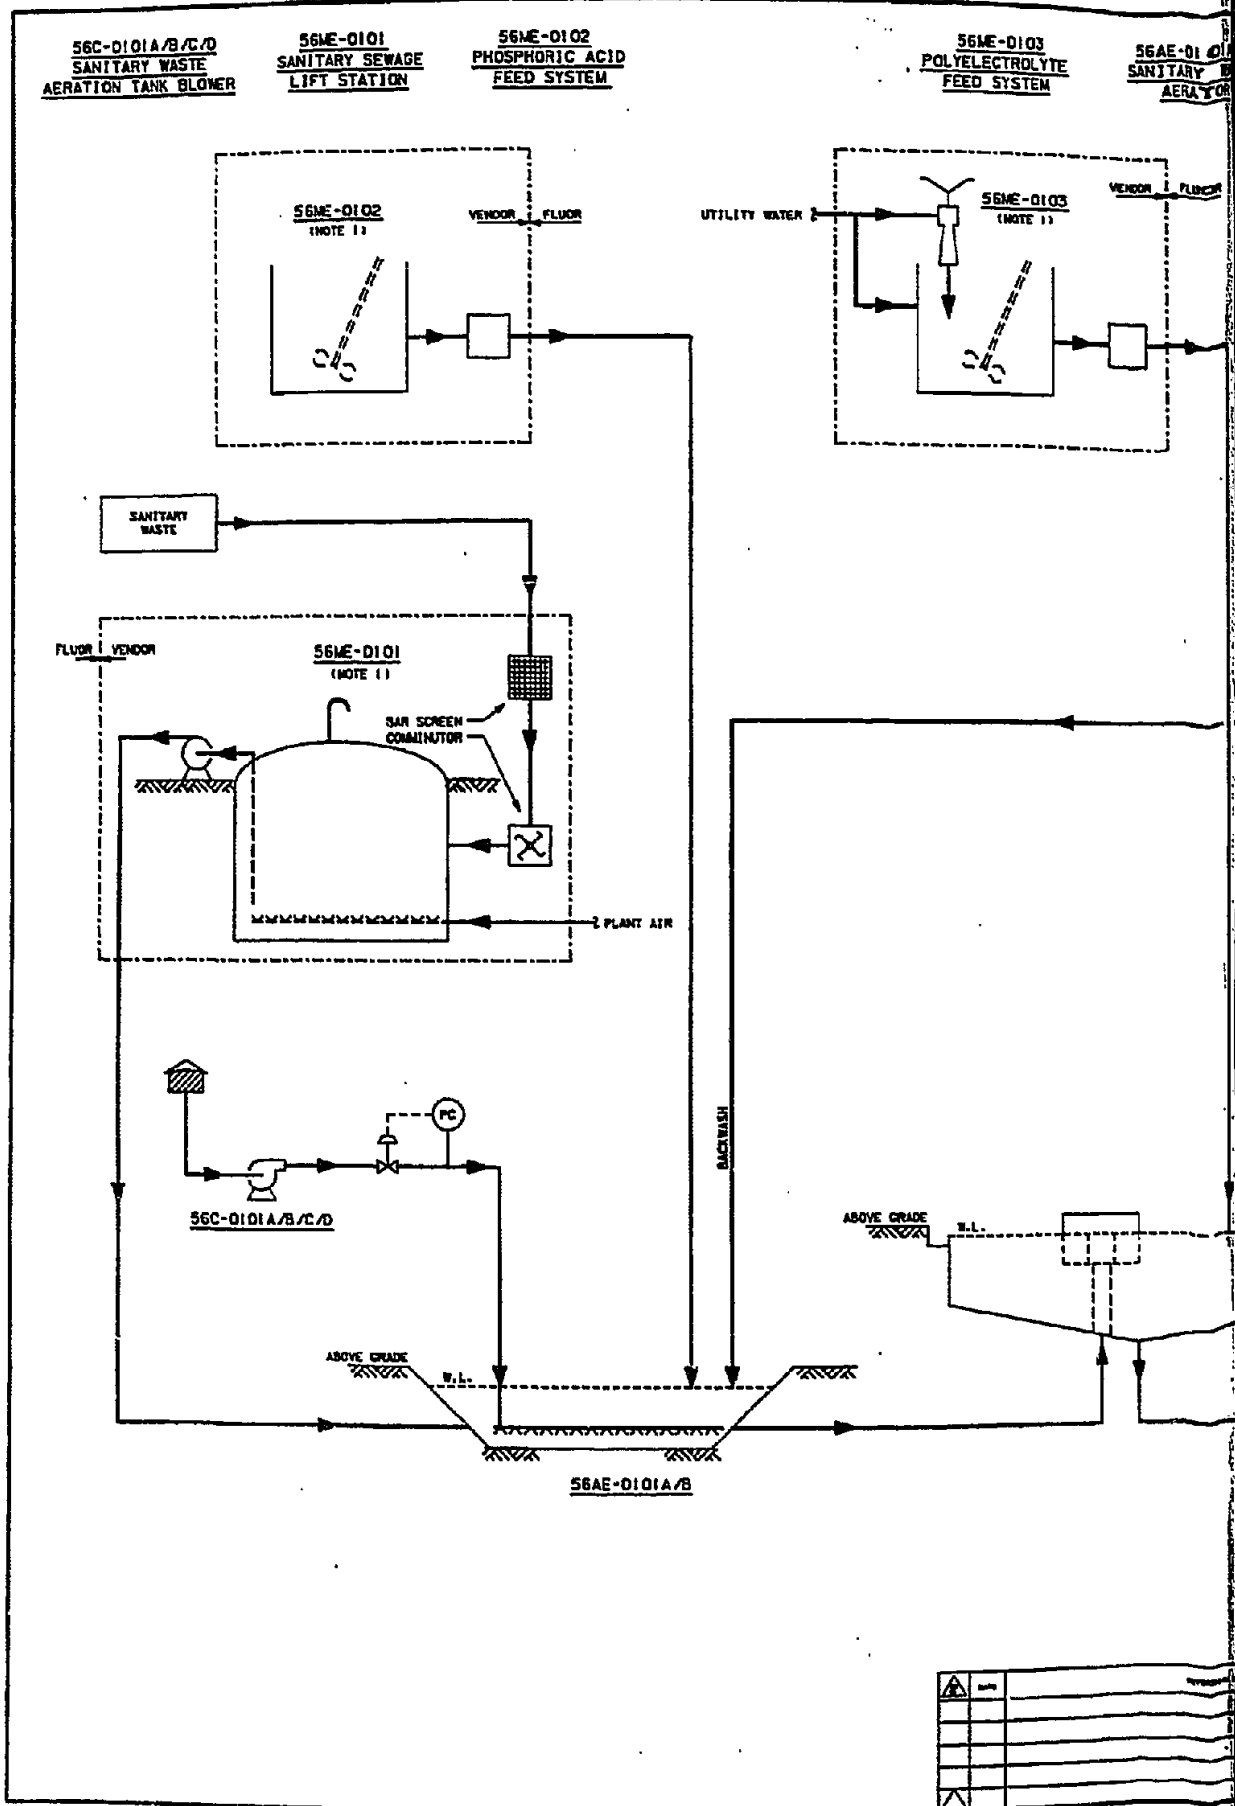 56C-0101A/B/C/D
SANITARY WASTE
AERATION TANK BLOWER
56ME-0101
SANITARY SEWAGE
LIFT STATION
56ME-0102
PHOSPHORIC ACID
FEED SYSTEM
56ME-0103
POLYELECTROLYTE
FEED SYSTEM
SANITARY
56ME-0102
(NOTE 1)
VENDOR FLUOR
UTILITY WATER
56ME-0103
(NOTE 1)
VENDOR FLUOR
SANITARY
WASTE
FLUOR VENDOR
56ME-0101
(NOTE 1)
BAR SCREEN
COMMINUTOR
PLANT AIR
PC
BACKWASH
56C-0101A/B/C/D
ABOVE GRADE
W.L.
ABOVE GRADE
W.L.
56AE-0101A/B